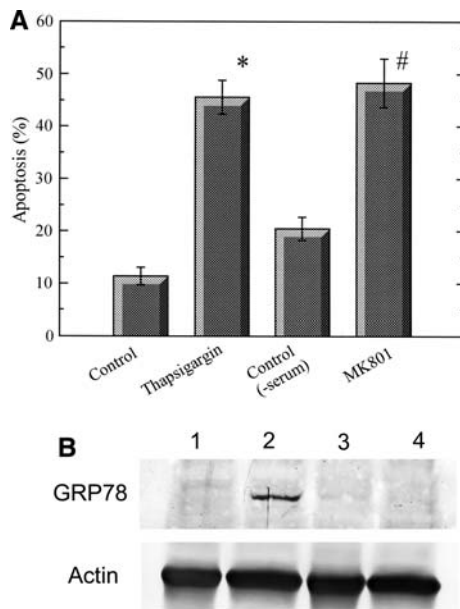 A
60
50
40
30
20
10
0
Apoptosis (%)
*
#
Control
Thapsigargin
Control
(-serum)
MK801
B
1 2 3 4
GRP78
Actin